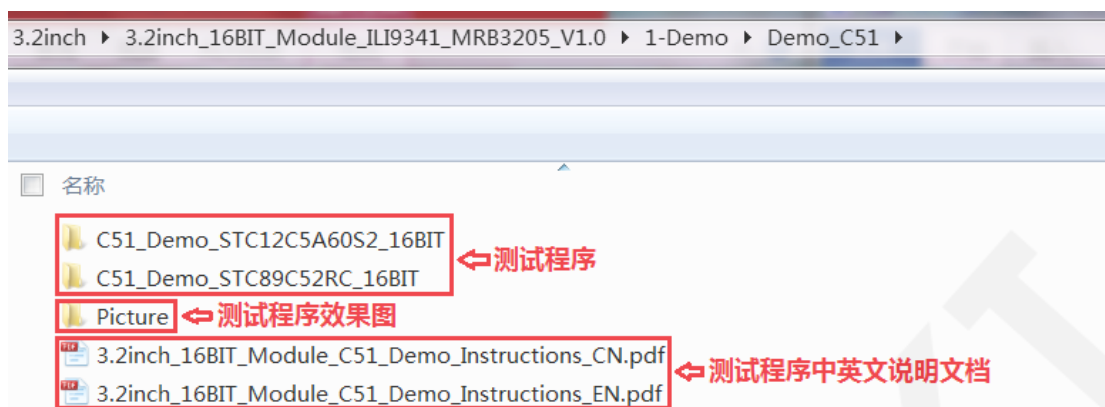 3.2inch ▸ 3.2inch_16BIT_Module_ILI9341_MRB3205_V1.0 ▸ 1-Demo ▸ Demo_C51 ▸
名称
C51_Demo_STC12C5A60S2_16BIT
测试程序
C51_Demo_STC89C52RC_16BIT
Picture 测试程序效果图
3.2inch_16BIT_Module_C51_Demo_Instructions_CN.pdf
测试程序中英文说明文档
3.2inch_16BIT_Module_C51_Demo_Instructions_EN.pdf